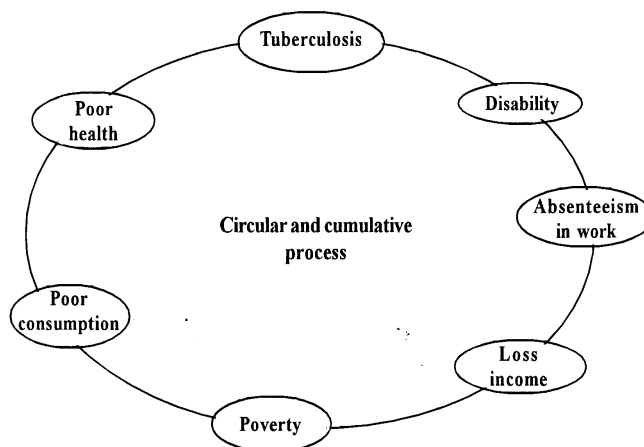 Tuberculosis
Disability
Absenteeism
in work
Loss
income
Poverty
Poor
consumption
Poor
health
Circular and cumulative
process